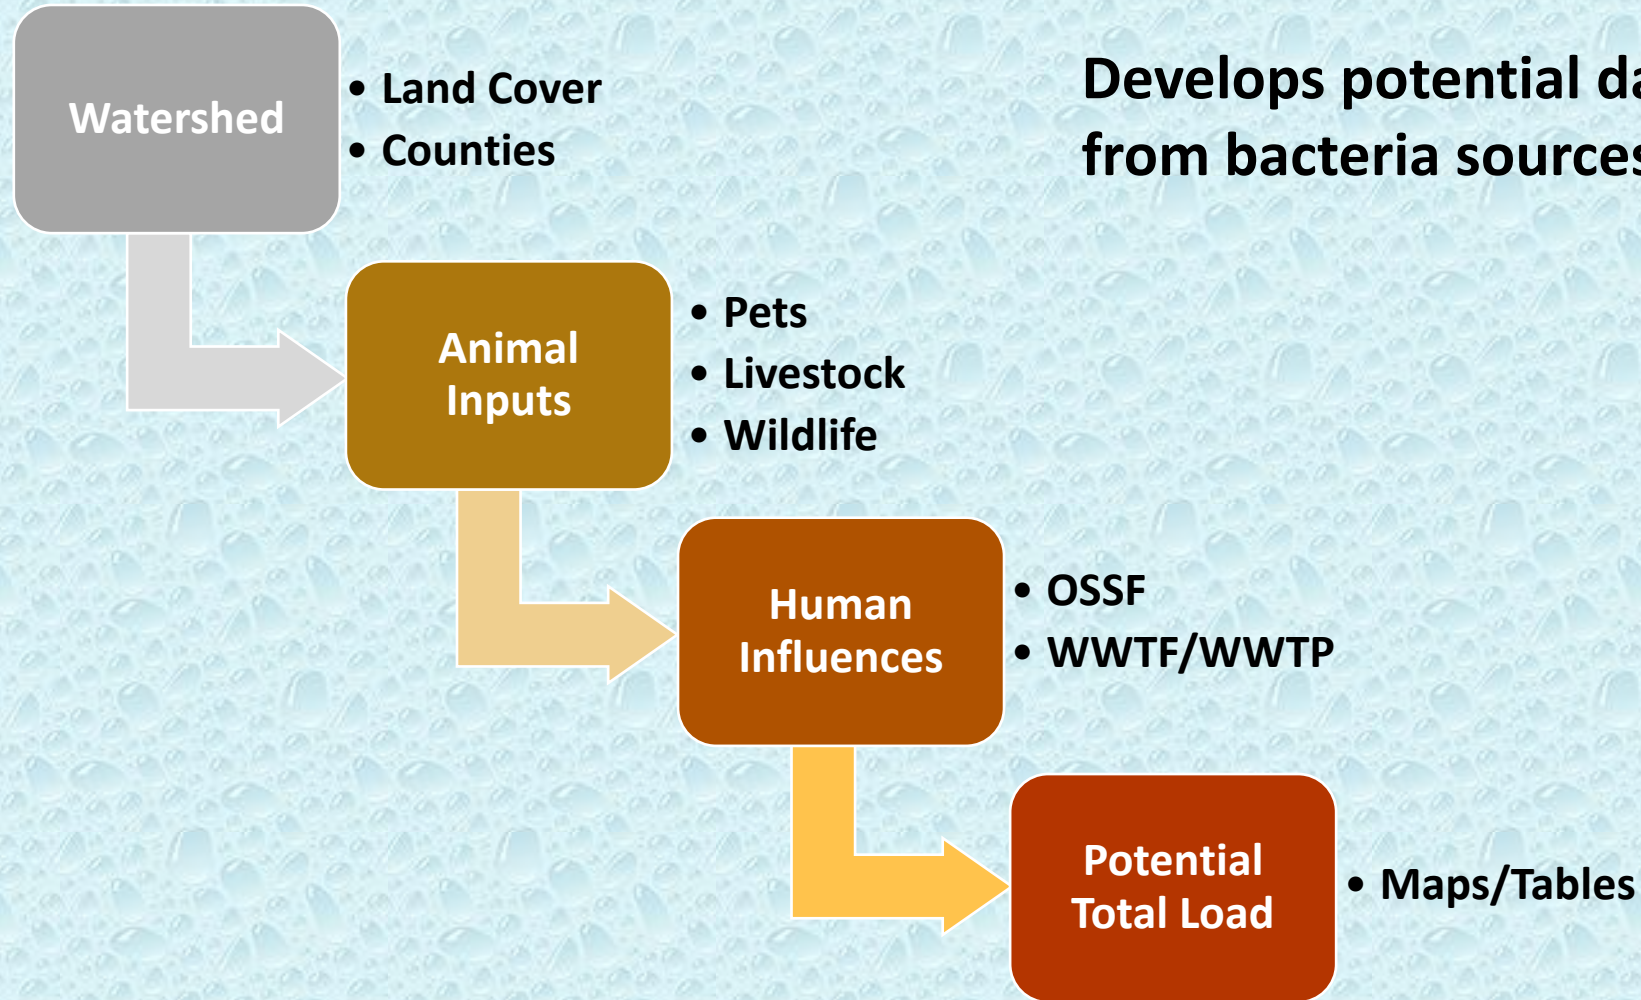 Develops potential
from bacteria
Watershed
• Land Cover
• Counties
Animal
Inputs
• Pets
• Livestock
• Wildlife
Human
Influences
• OSSF
• WWTF/WWTP
Potential
Total Load
• Maps/Tables